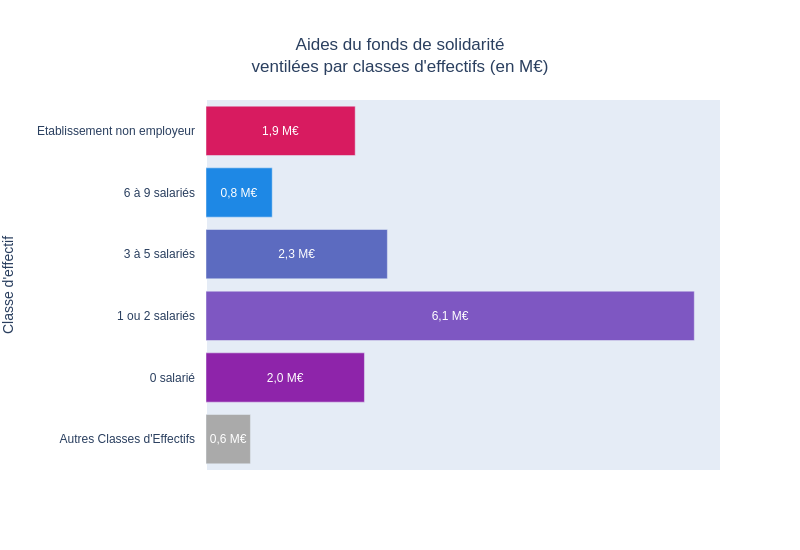 Aides du fonds de solidarité
ventilées par classes d'effectifs (en M€)
Classe d'effectif
Etablissement non employeur
1,9 M€
6 à 9 salariés
0,8 M€
3 à 5 salariés
2,3 M€
1 ou 2 salariés
6,1 M€
0 salarié
2,0 M€
Autres Classes d'Effectifs
0,6 M€